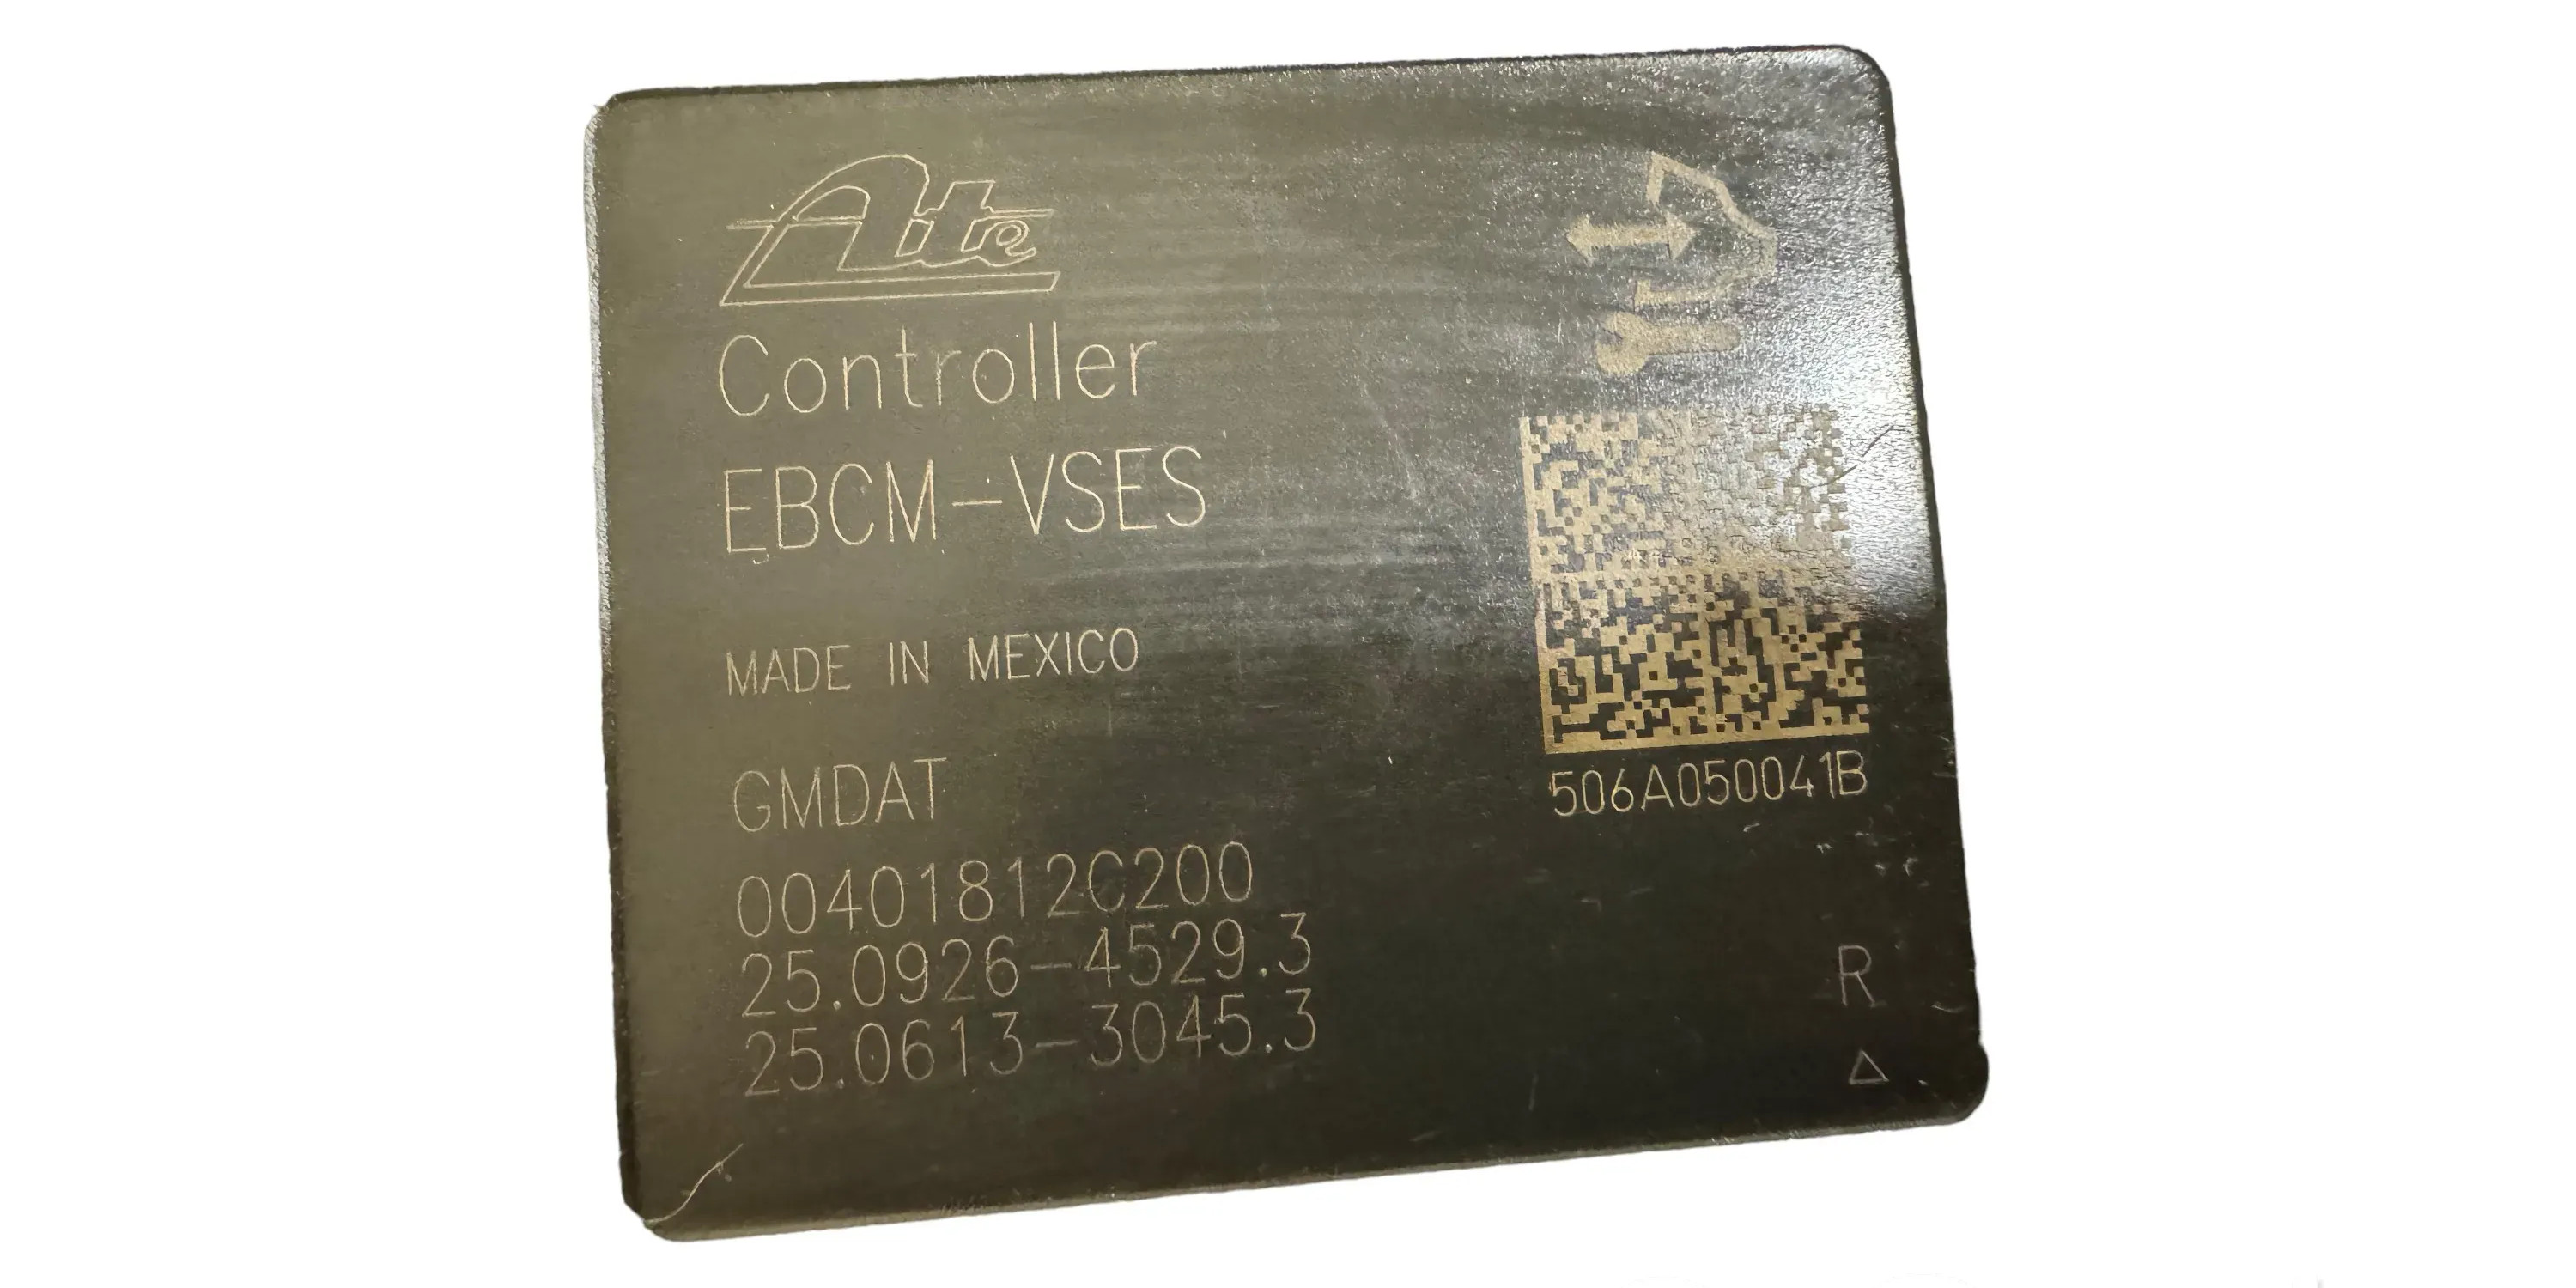 Ate
Controller
EBCM-VSES
MADE IN MEXICO
GMDAT
00401812C200
25.0926-4529.3
25.0613-3045.3
506A050041B
R